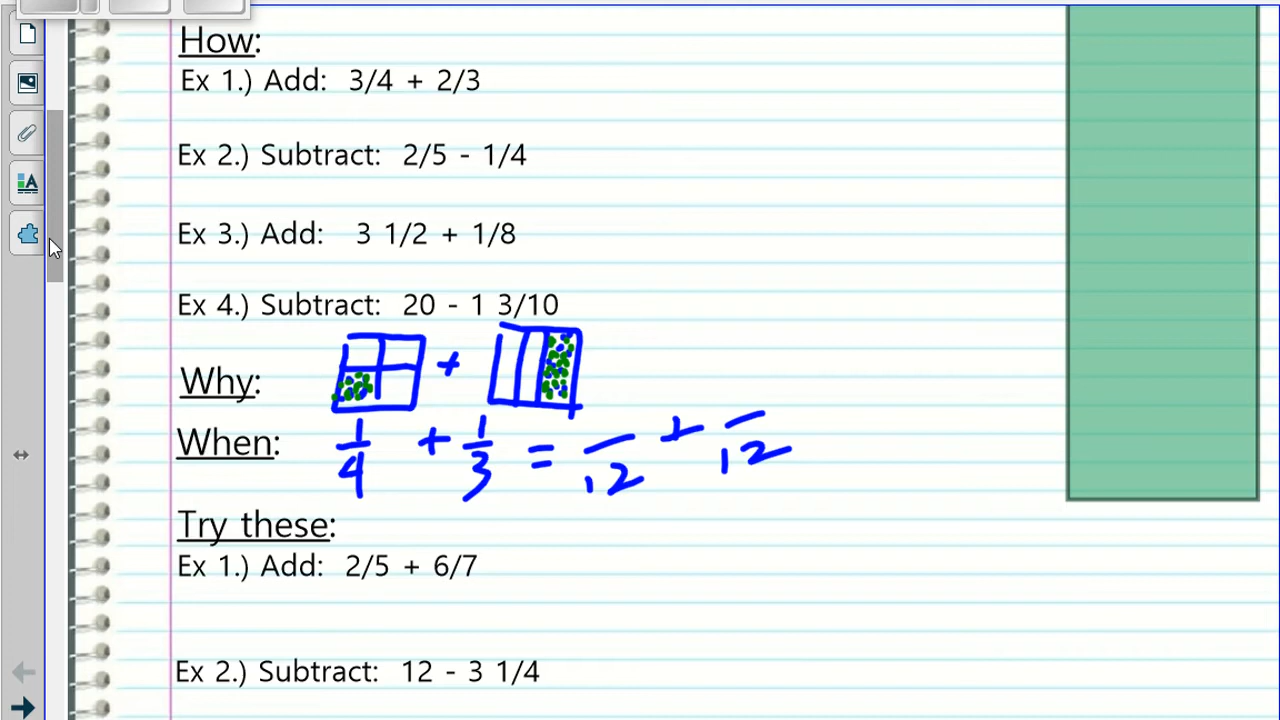 How:
Ex 1.) Add: 3/4 + 2/3
Ex 2.) Subtract: 2/5 - 1/4
Ex 3.) Add: 3 1/2 + 1/8
Ex 4.) Subtract: 20 - 1 3/10
+
Why:
When: 1/4 + 1/3 = /12 + /12
Try these:
Ex 1.) Add: 2/5 + 6/7
Ex 2.) Subtract: 12 - 3 1/4